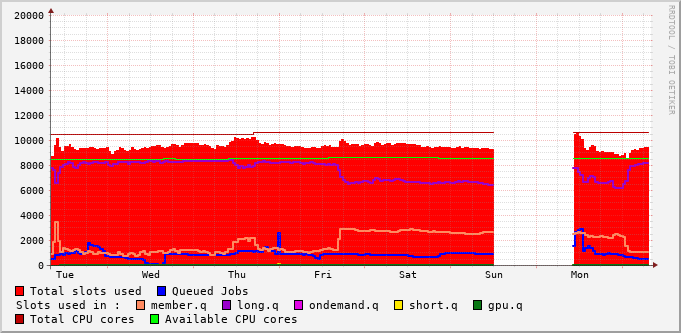 20000
18000
16000
14000
12000
10000
8000
6000
4000
2000
0
Tue Wed Thu Fri Sat Sun Mon
Total slots used Queued Jobs
Slots used in : member.q long.q ondemand.q short.q gpu.q
Total CPU cores Available CPU cores
RRDTOOL / TOBI OETIKER